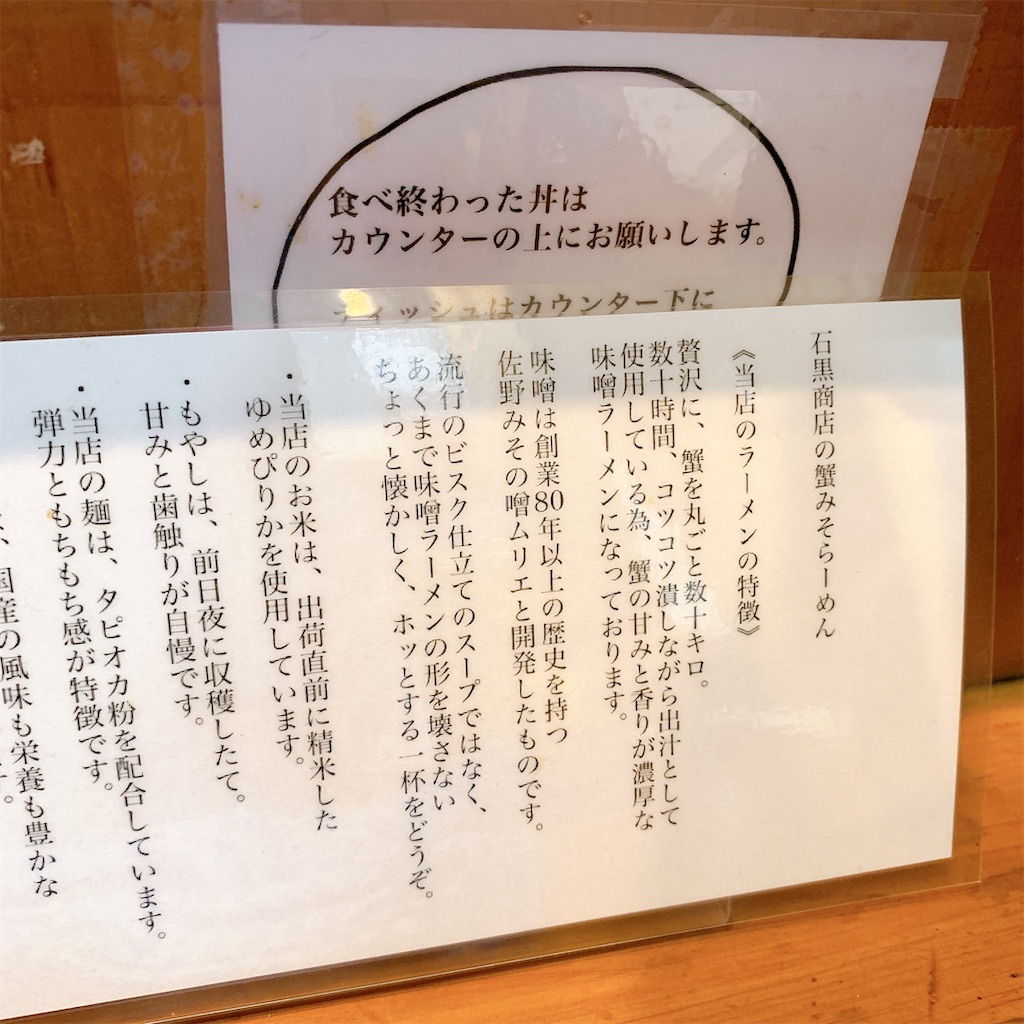 食べ終わった丼は
カウンターの上にお願いします。
ティッシュはカウンター下に
石黒商店の蟹みそらーめん
《当店のラーメンの特徴》
贅沢に、蟹を丸ごと数十キロ。
数十時間、コツコツ潰しながら出汁として
使用している為、蟹の甘みと香りが濃厚な
味噌ラーメンになっております。
味噌は創業80年以上の歴史を持つ
佐野みその噌ムリエと開発したものです。
流行のビスク仕立てのスープではなく、
あくまで味噌ラーメンの形を壊さない
ちょっと懐かしく、ホッとする一杯をどうぞ。
・当店のお米は、出荷直前に精米した
ゆめぴりかを使用しています。
・もやしは、前日夜に収穫したて。
甘みと歯触りが自慢です。
・当店の麺は、タピオカ粉を配合しています。
弾力ともちもち感が特徴です。
国産の風味も栄養も豊かな